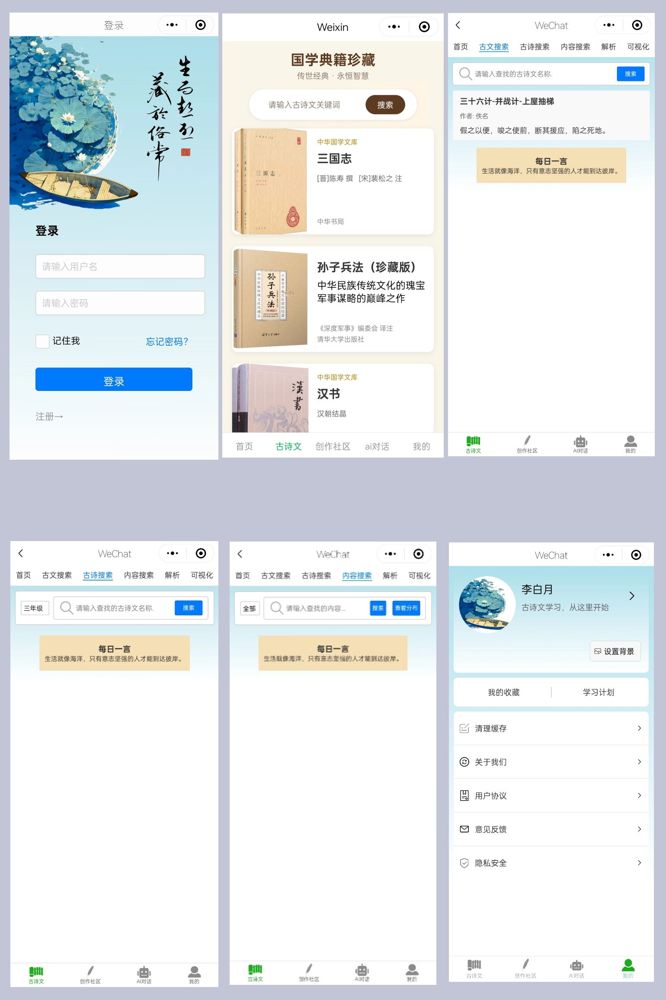 登录
生而热烈
藏於俗常
登录
请输入用户名
请输入密码
记住我
忘记密码?
登录
注册→
Weixin
国学典籍珍藏
传世经典 · 永恒智慧
请输入古诗文关键词
搜索
三国志
中华国学文库
三国志
[晋]陈寿 撰 [宋]裴松之 注
中华书局
孙子兵法
(珍藏版)
中华民族传统文化的瑰宝
清华大学出版社
孙子兵法（珍藏版）
中华民族传统文化的瑰宝
军事谋略的巅峰之作
《深度军事》编委会 译注
清华大学出版社
漢書
中华国学文库
汉书
汉朝结晶
首页
古诗文
创作社区
ai对话
我的
WeChat
首页
古文搜索
古诗搜索
内容搜索
解析
可视化
请输入查找的古诗文名称.
搜索
三十六计-并战计-上屋抽梯
作者: 佚名
假之以便，唆之使前，断其援应，陷之死地。
每日一言
生活就像海洋，只有意志坚强的人才能到达彼岸。
古诗文
创作社区
AI对话
我的
WeChat
首页
古文搜索
古诗搜索
内容搜索
解析
可视化
三年级
请输入查找的古诗文名称.
搜索
每日一言
生活就像海洋，只有意志坚强的人才能到达彼岸。
古诗文
创作社区
AI对话
我的
WeChat
首页
古文搜索
古诗搜索
内容搜索
解析
可视化
全部
请输入查找的内容...
搜索
查看分布
每日一言
生活就像海洋，只有意志坚强的人才能到达彼岸。
古诗文
创作社区
AI对话
我的
WeChat
李白月
古诗文学习，从这里开始
设置背景
我的收藏
学习计划
清理缓存
关于我们
用户协议
意见反馈
隐私安全
古诗文
创作社区
AI对话
我的